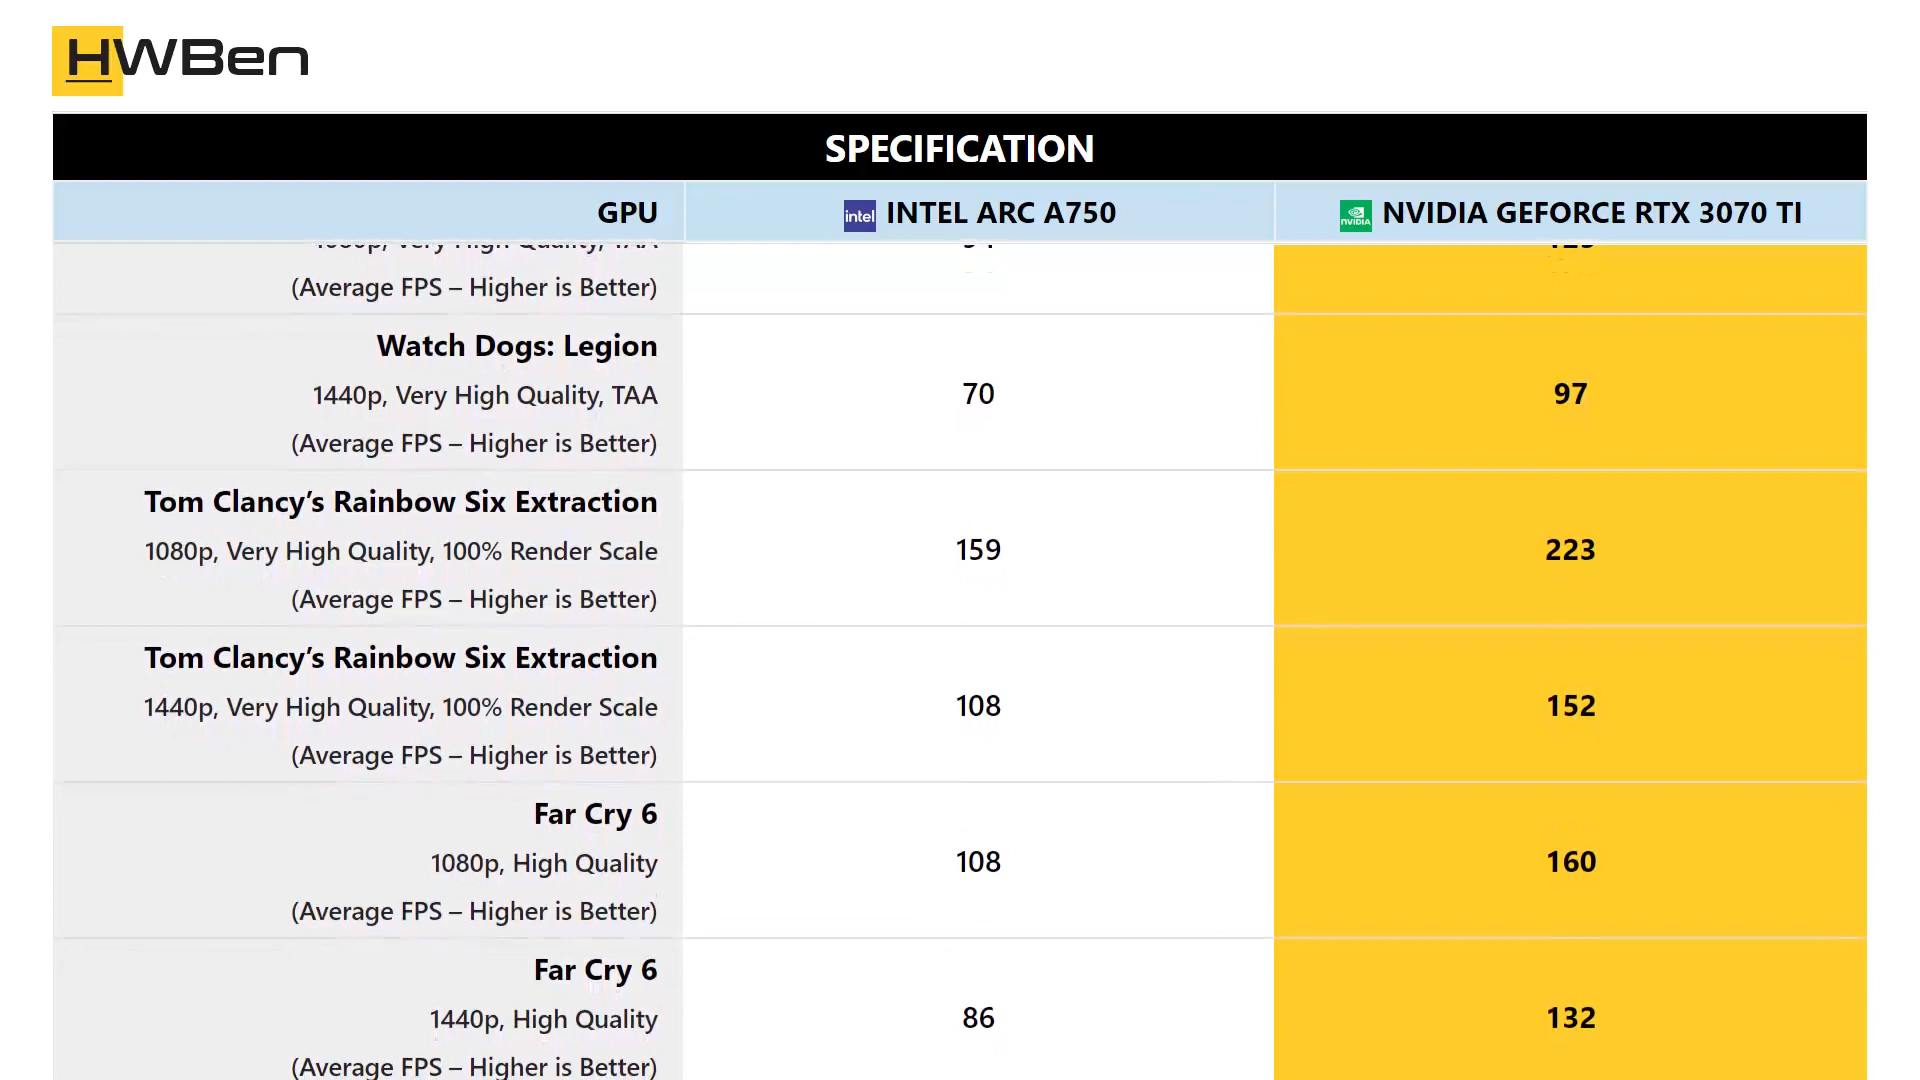 HWBen
SPECIFICATION
GPU
intel INTEL ARC A750
NVIDIA NVIDIA GEFORCE RTX 3070 TI
1080p, Very High Quality, TAA
(Average FPS – Higher is Better)
Watch Dogs: Legion
1440p, Very High Quality, TAA
(Average FPS – Higher is Better)
70
97
Tom Clancy’s Rainbow Six Extraction
1080p, Very High Quality, 100% Render Scale
(Average FPS – Higher is Better)
159
223
Tom Clancy’s Rainbow Six Extraction
1440p, Very High Quality, 100% Render Scale
(Average FPS – Higher is Better)
108
152
Far Cry 6
1080p, High Quality
(Average FPS – Higher is Better)
108
160
Far Cry 6
1440p, High Quality
(Average FPS – Higher is Better)
86
132